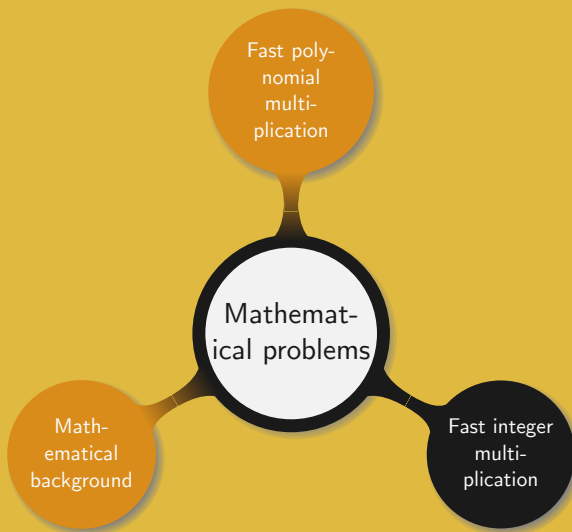 Fast poly-
nomial
multi-
plication
Mathemat-
ical problems
Math-
ematical
background
Fast integer
multi-
plication